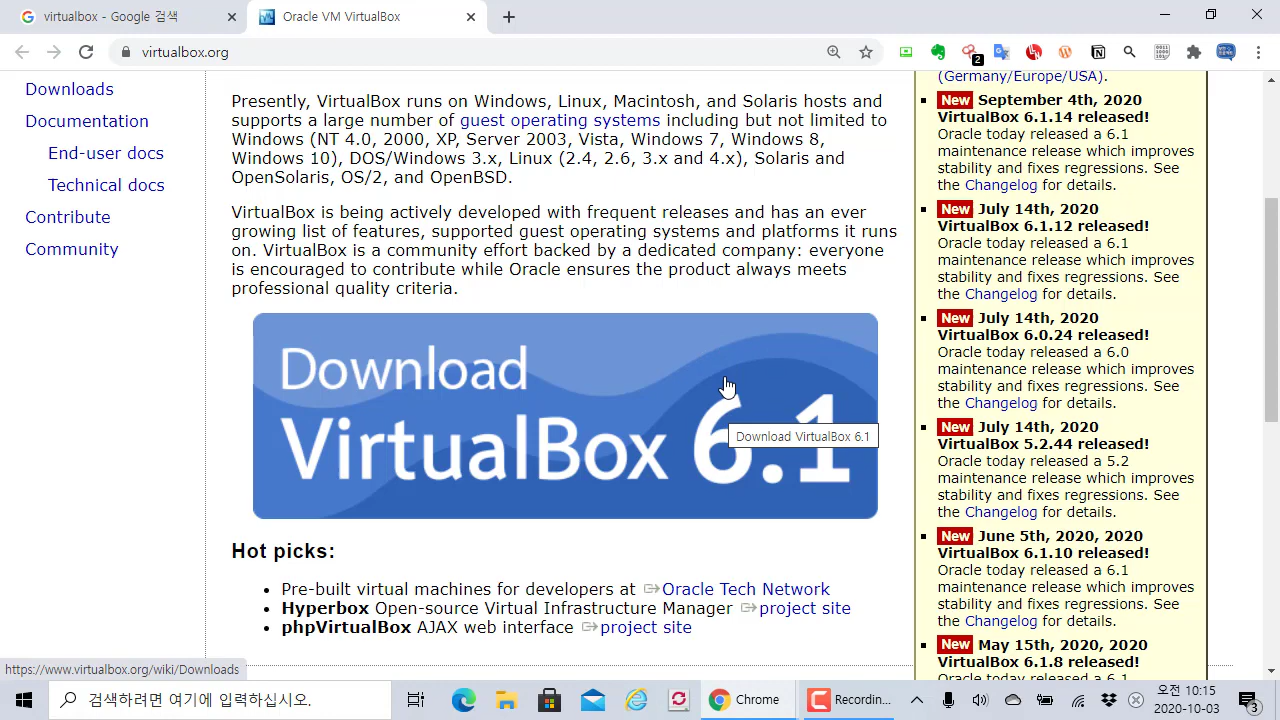 virtualbox - Google 검색
Oracle VM VirtualBox
virtualbox.org
2
Downloads
Documentation
End-user docs
Technical docs
Contribute
Community
Presently, VirtualBox runs on Windows, Linux, Macintosh, and Solaris hosts and
supports a large number of guest operating systems including but not limited to
Windows (NT 4.0, 2000, XP, Server 2003, Vista, Windows 7, Windows 8,
Windows 10), DOS/Windows 3.x, Linux (2.4, 2.6, 3.x and 4.x), Solaris and
OpenSolaris, OS/2, and OpenBSD.
VirtualBox is being actively developed with frequent releases and has an ever
growing list of features, supported guest operating systems and platforms it runs
on. VirtualBox is a community effort backed by a dedicated company: everyone
is encouraged to contribute while Oracle ensures the product always meets
professional quality criteria.
Download
VirtualBox 6.1
Download VirtualBox 6.1
Hot picks:
• Pre-built virtual machines for developers at Oracle Tech Network
• Hyperbox Open-source Virtual Infrastructure Manager project site
• phpVirtualBox AJAX web interface project site
(Germany/Europe/USA).
New September 4th, 2020
VirtualBox 6.1.14 released!
Oracle today released a 6.1
maintenance release which improves
stability and fixes regressions. See
the Changelog for details.
New July 14th, 2020
VirtualBox 6.1.12 released!
Oracle today released a 6.1
maintenance release which improves
stability and fixes regressions. See
the Changelog for details.
New July 14th, 2020
VirtualBox 6.0.24 released!
Oracle today released a 6.0
maintenance release which improves
stability and fixes regressions. See
the Changelog for details.
New July 14th, 2020
VirtualBox 5.2.44 released!
Oracle today released a 5.2
maintenance release which improves
stability and fixes regressions. See
the Changelog for details.
New June 5th, 2020, 2020
VirtualBox 6.1.10 released!
Oracle today released a 6.1
maintenance release which improves
stability and fixes regressions. See
the Changelog for details.
New May 15th, 2020, 2020
VirtualBox 6.1.8 released!
Oracle today released a 6.1
https://www.virtualbox.org/wiki/Downloads
검색하려면 여기에 입력하십시오.
Chrome
Recordin...
오전 10:15
2020-10-03
3